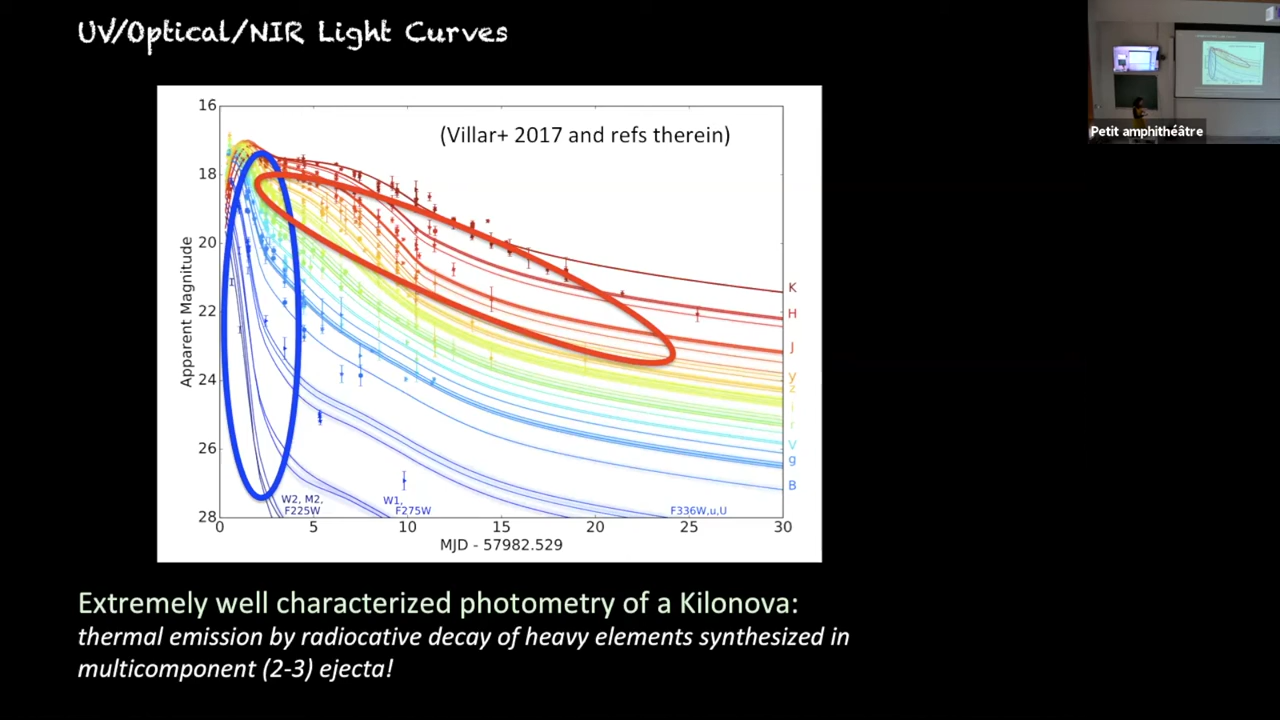 UV/Optical/NIR Light Curves
Petit amphithéâtre
(Villar+ 2017 and refs therein)
Apparent Magnitude
16
18
20
22
24
26
28
K
H
J
y
z
i
r
V
g
B
W2, M2,
F225W
W1,
F275W
F336W,u,U
0
5
10
15
20
25
30
MJD - 57982.529
Extremely well characterized photometry of a Kilonova:
thermal emission by radiocative decay of heavy elements synthesized in
multicomponent (2-3) ejecta!